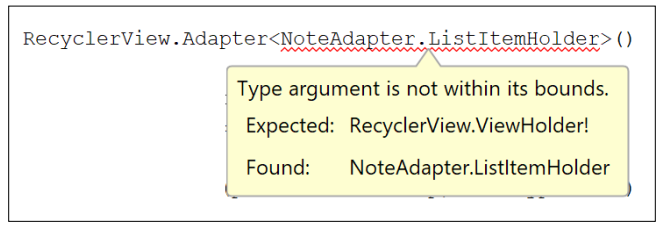 RecyclerView.Adapter<NoteAdapter.ListItemHolder>()
Type argument is not within its bounds.
Expected: RecyclerView.ViewHolder!
Found: NoteAdapter.ListItemHolder